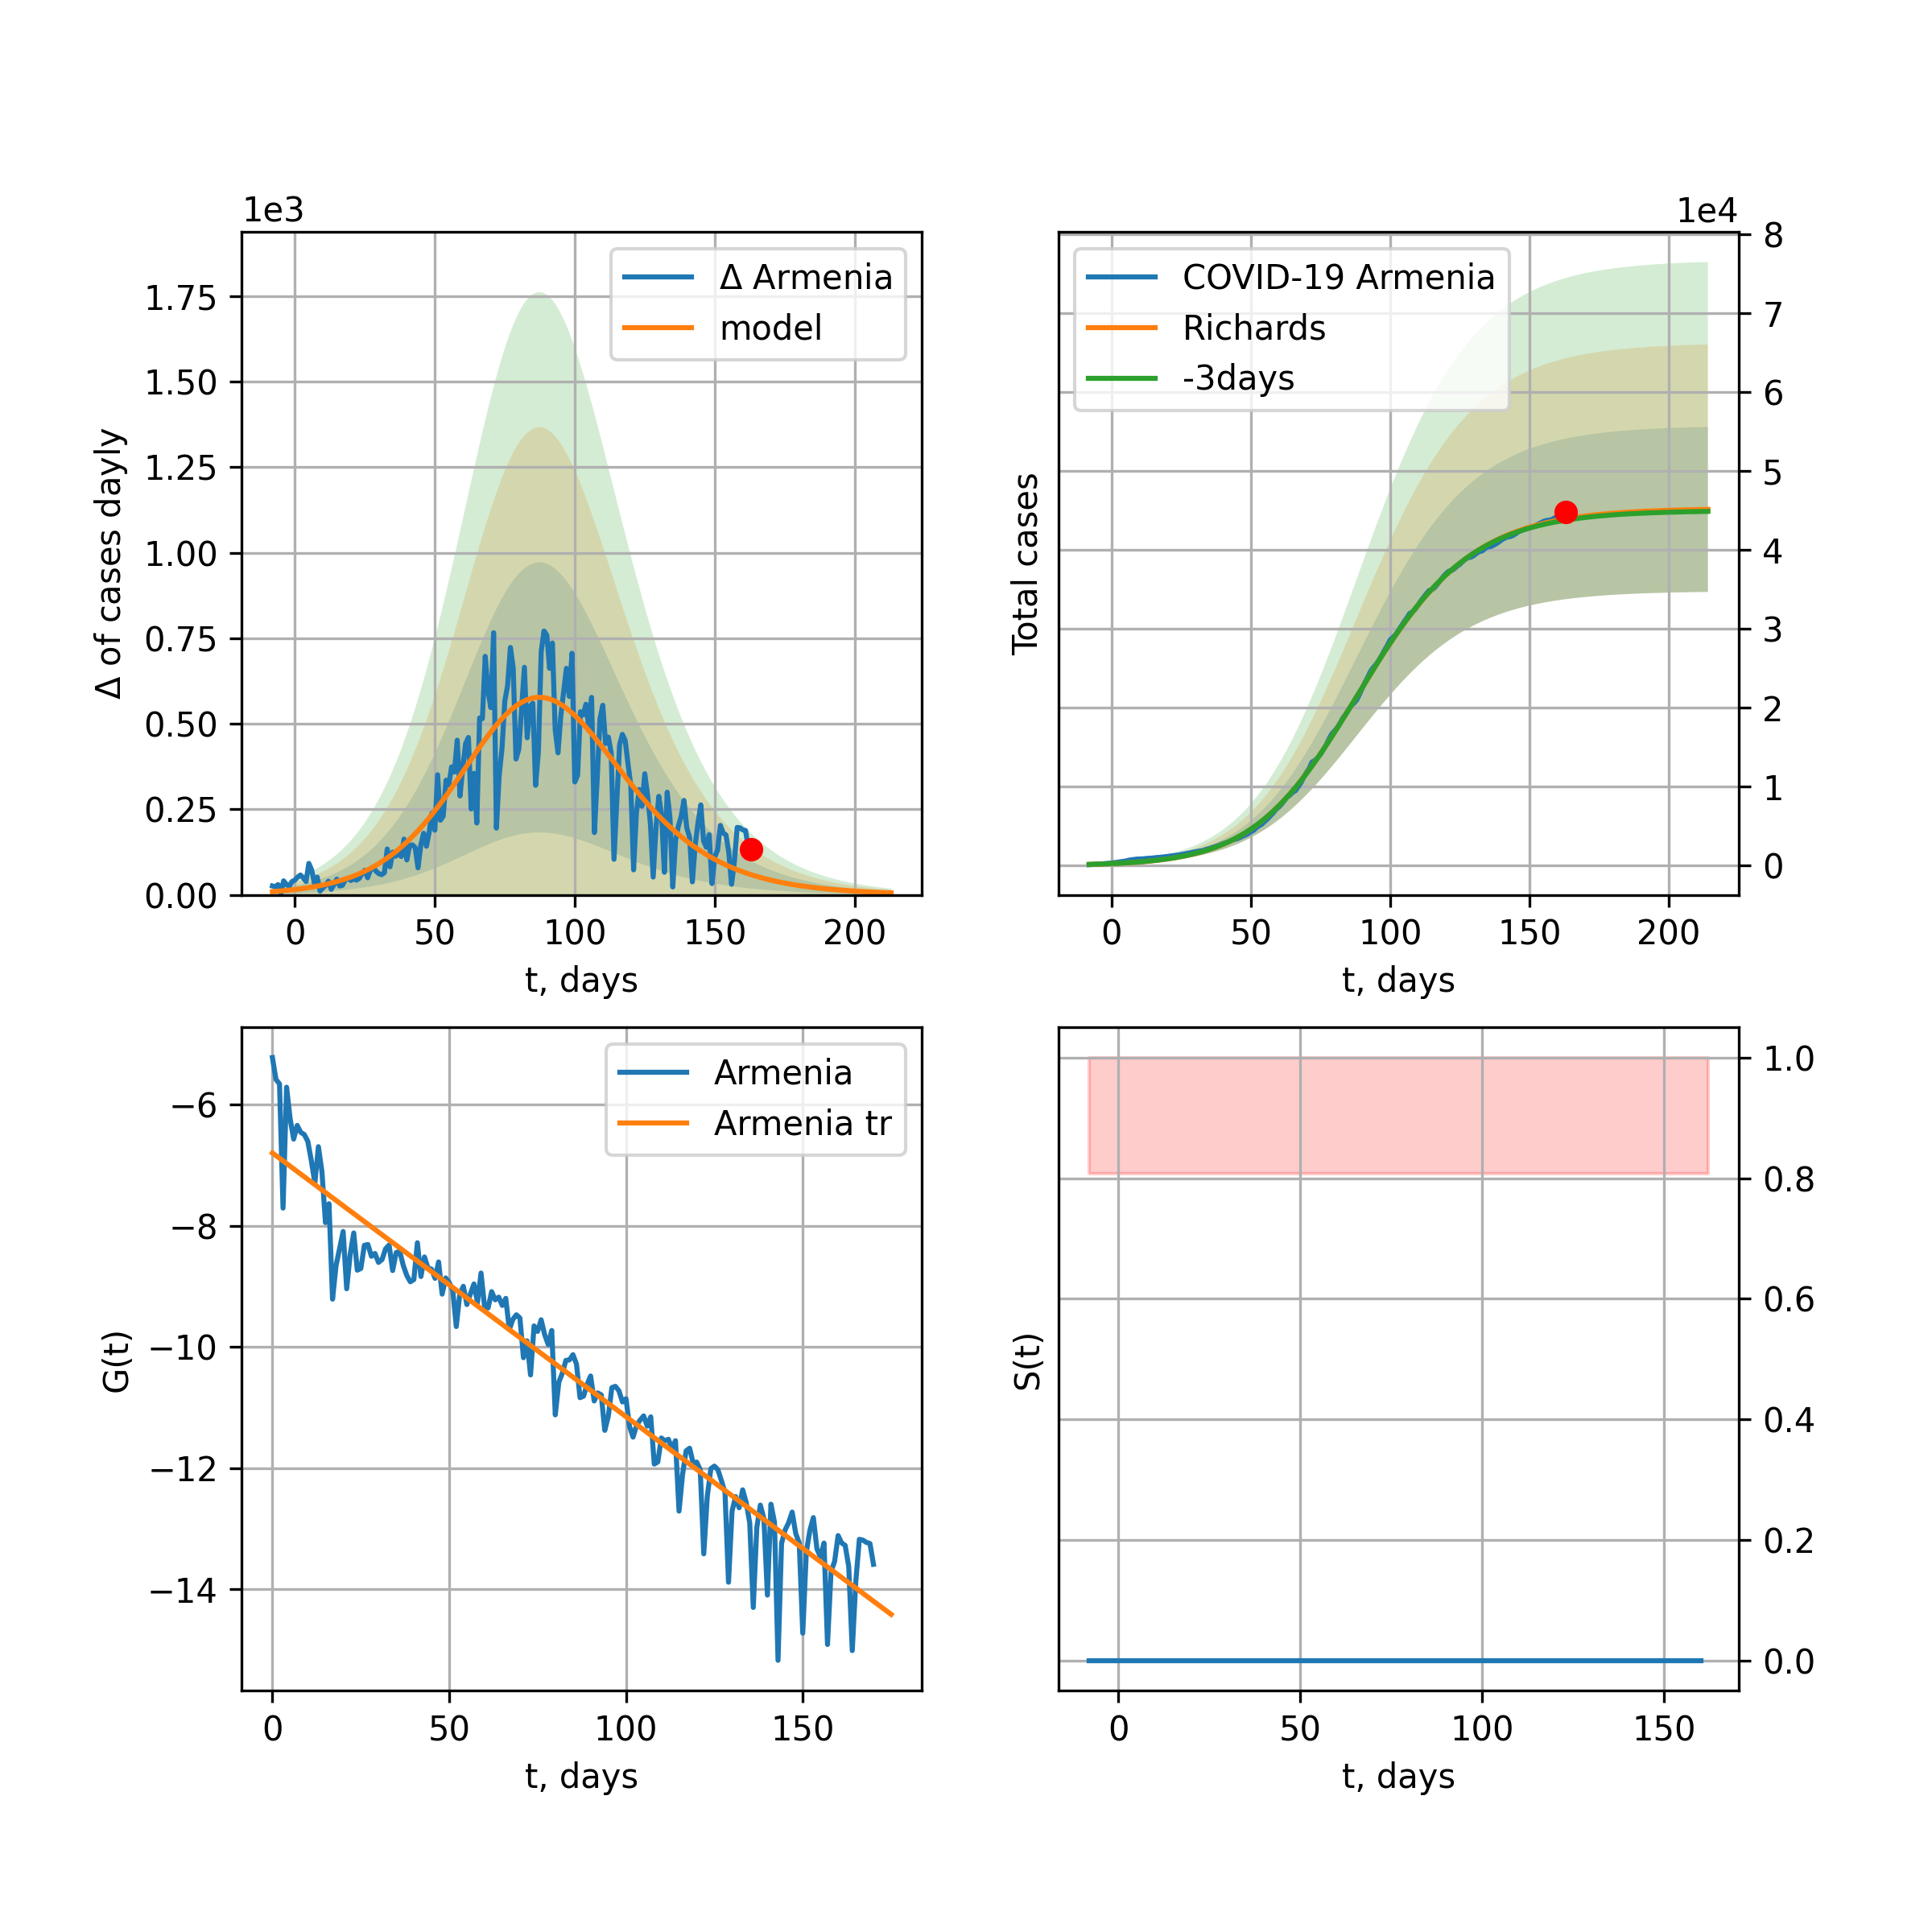 1e3
Δ of cases dayly
1.75
1.50
1.25
1.00
0.75
0.50
0.25
0.00
0 50 100 150 200
t, days
Δ Armenia
model
1e4
Total cases
8
7
6
5
4
3
2
1
0
0 50 100 150 200
t, days
COVID-19 Armenia
Richards
-3days
G(t)
−6
−8
−10
−12
−14
0 50 100 150
t, days
Armenia
Armenia tr
S(t)
1.0
0.8
0.6
0.4
0.2
0.0
0 50 100 150
t, days